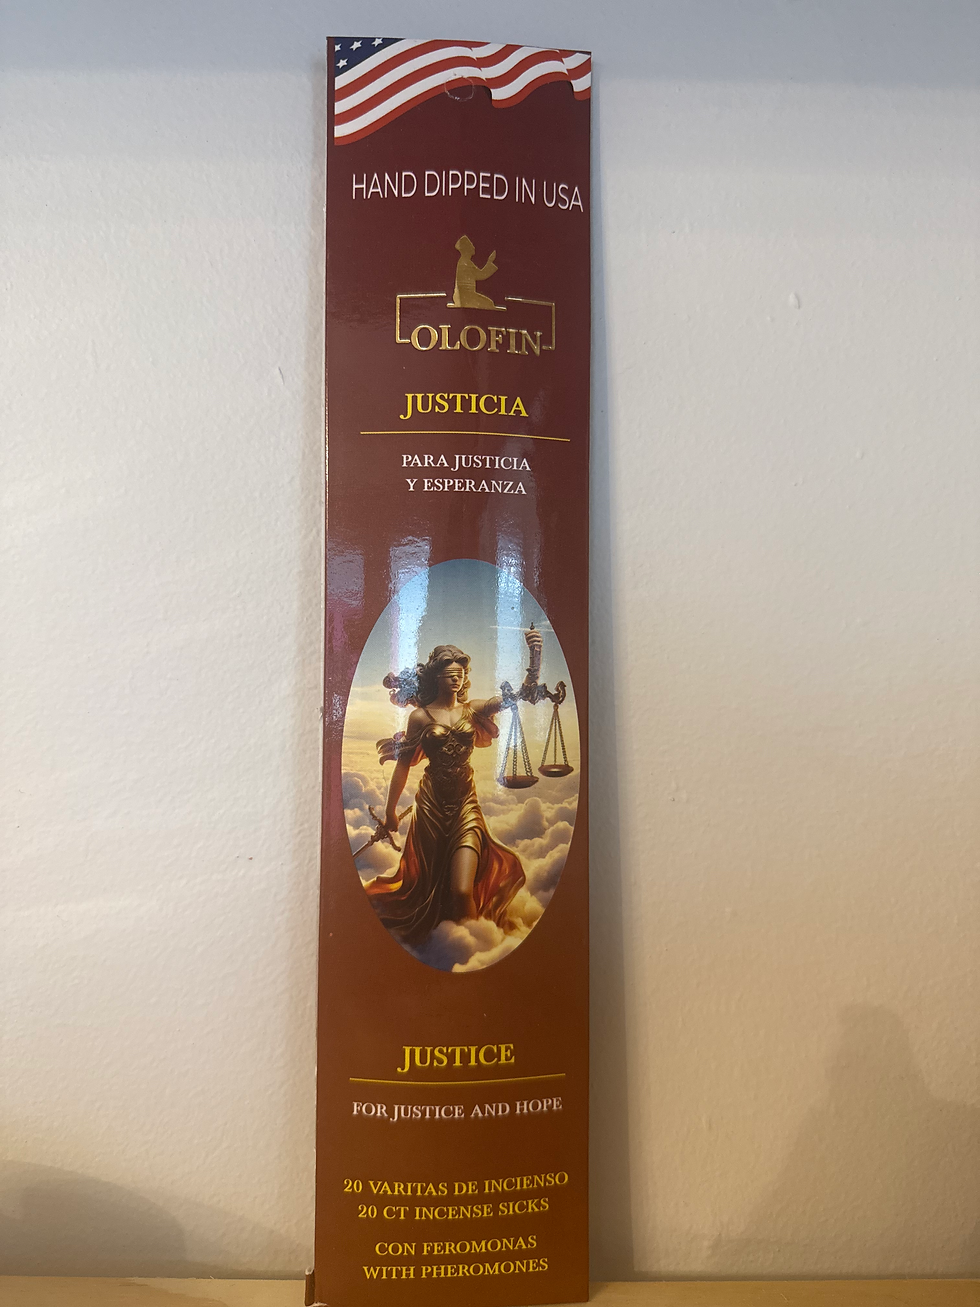 HAND DIPPED IN USA
OLOFIN
JUSTICIA
PARA JUSTICIA
Y ESPERANZA
JUSTICE
FOR JUSTICE AND HOPE
20 VARITAS DE INCIENSO
20 CT INCENSE SICKS
CON FEROMONAS
WITH PHEROMONES